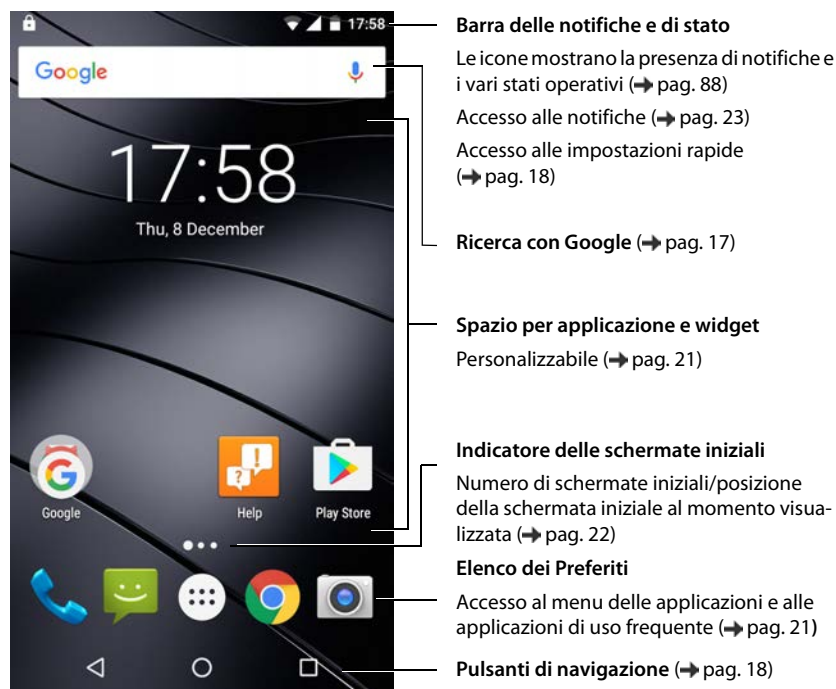 17:58
Google
17:58
Thu, 8 December
Google
Help
Play Store
Barra delle notifiche e di stato
Le icone mostrano la presenza di notifiche e
i vari stati operativi (➔ pag. 88)
Accesso alle notifiche (➔ pag. 23)
Accesso alle impostazioni rapide
(➔ pag. 18)
Ricerca con Google (➔ pag. 17)
Spazio per applicazione e widget
Personalizzabile (➔ pag. 21)
Indicatore delle schermate iniziali
Numero di schermate iniziali/posizione
della schermata iniziale al momento visua-
lizzata (➔ pag. 22)
Elenco dei Preferiti
Accesso al menu delle applicazioni e alle
applicazioni di uso frequente (➔ pag. 21)
Pulsanti di navigazione (➔ pag. 18)